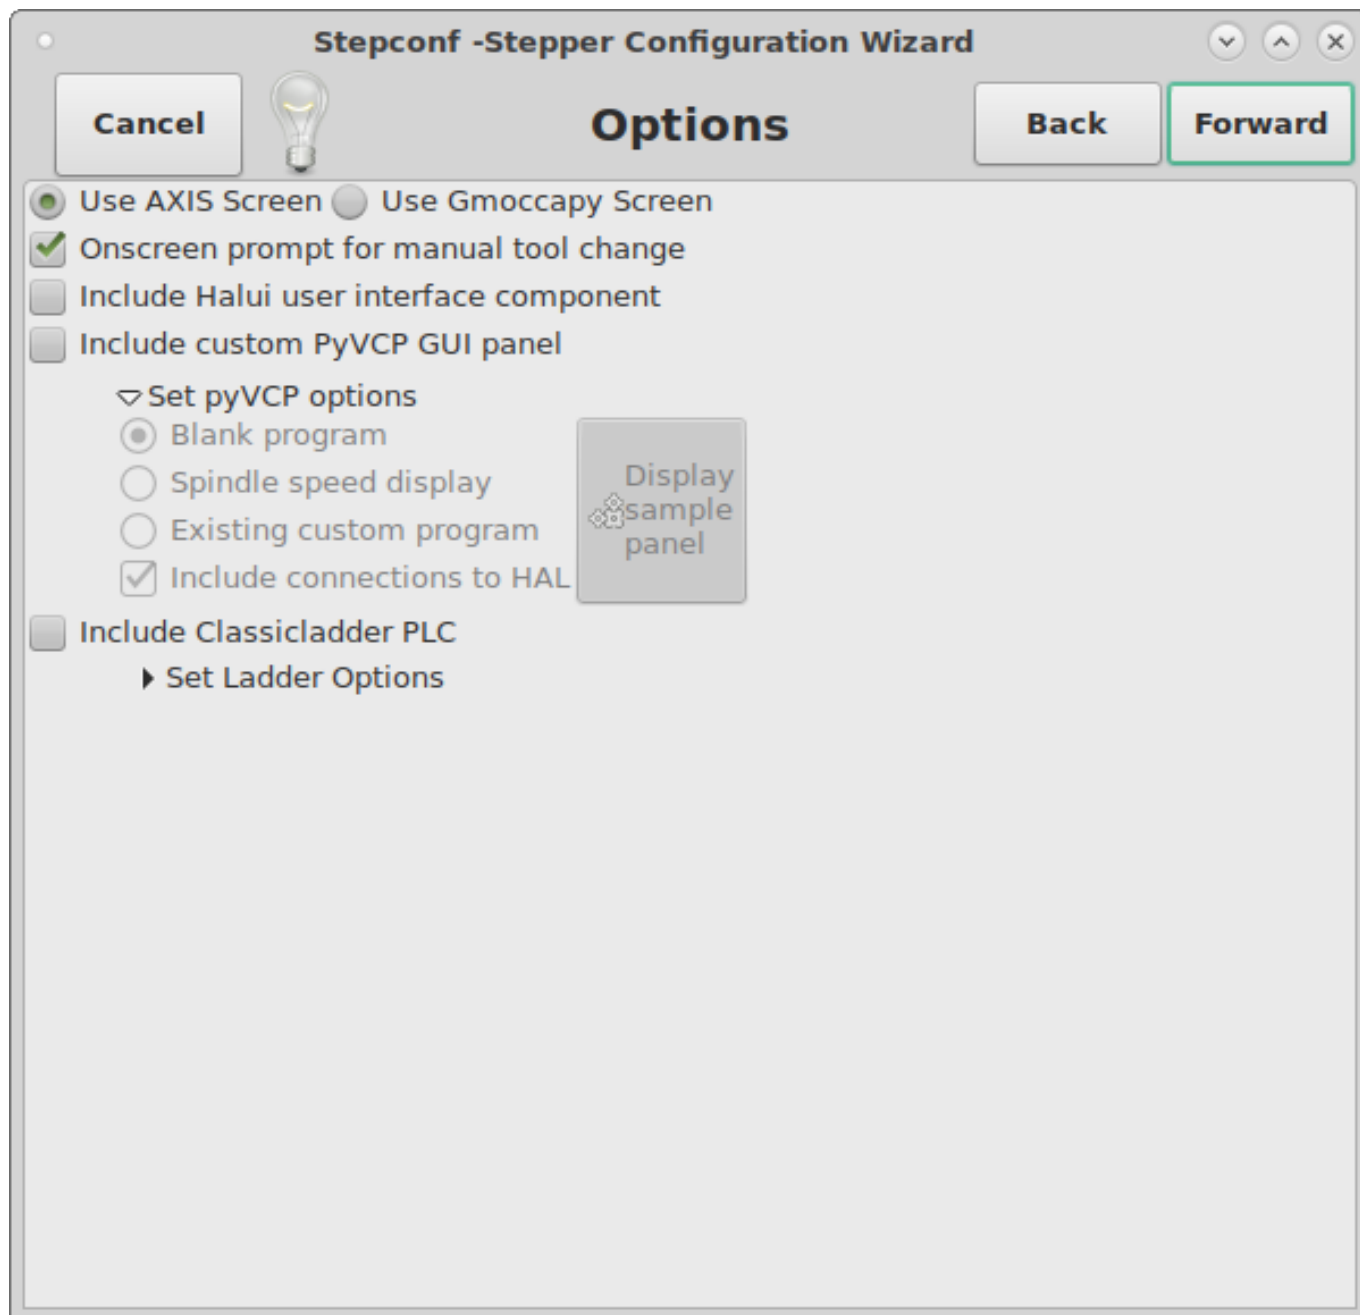 Stepconf -Stepper Configuration Wizard
Cancel
Options
Back
Forward
Use AXIS Screen
Use Gmoccapy Screen
Onscreen prompt for manual tool change
Include Halui user interface component
Include custom PyVCP GUI panel
Set pyVCP options
Blank program
Spindle speed display
Existing custom program
Include connections to HAL
Display
sample
panel
Include Classicladder PLC
Set Ladder Options